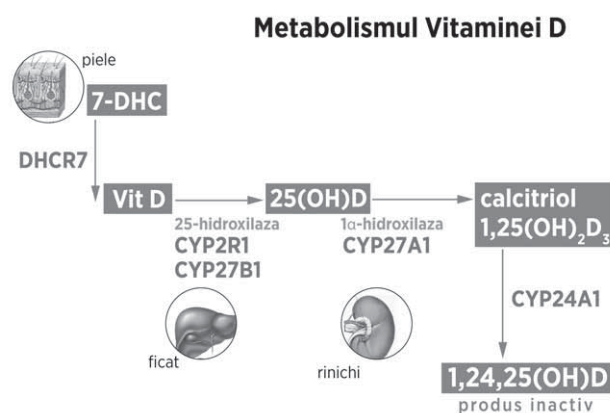 Metabolismul Vitaminei D
piele
7-DHC
DHCR7
Vit D
25(OH)D
calcitriol
1,25(OH)₂D₃
25-hidroxilaza
CYP2R1
CYP27B1
1α-hidroxilaza
CYP27A1
CYP24A1
ficat
rinichi
1,24,25(OH)D
produs inactiv